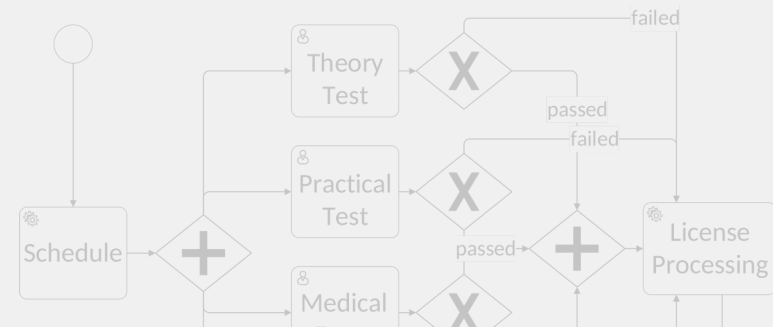 failed
Theory
Test
passed
failed
Practical
Test
Schedule
passed
License
Processing
Medical